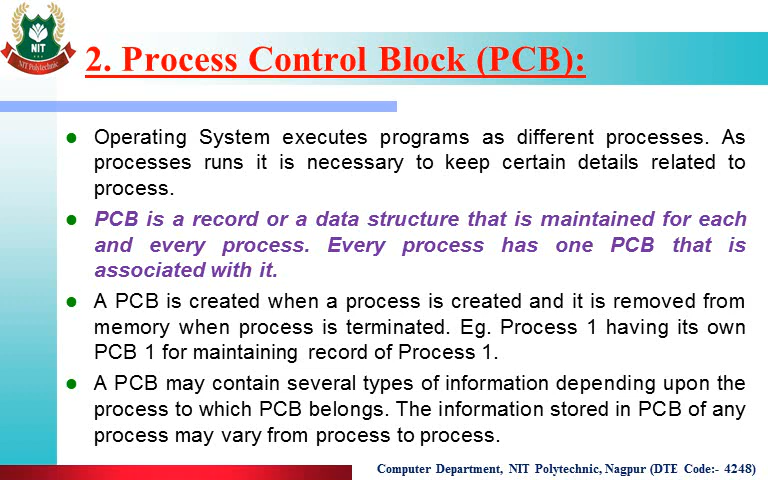 NIT
NIT Polytechnic
2. Process Control Block (PCB):
Operating System executes programs as different processes. As
processes runs it is necessary to keep certain details related to
process.
PCB is a record or a data structure that is maintained for each
and every process. Every process has one PCB that is
associated with it.
A PCB is created when a process is created and it is removed from
memory when process is terminated. Eg. Process 1 having its own
PCB 1 for maintaining record of Process 1.
A PCB may contain several types of information depending upon the
process to which PCB belongs. The information stored in PCB of any
process may vary from process to process.
Computer Department, NIT Polytechnic, Nagpur (DTE Code:- 4248)